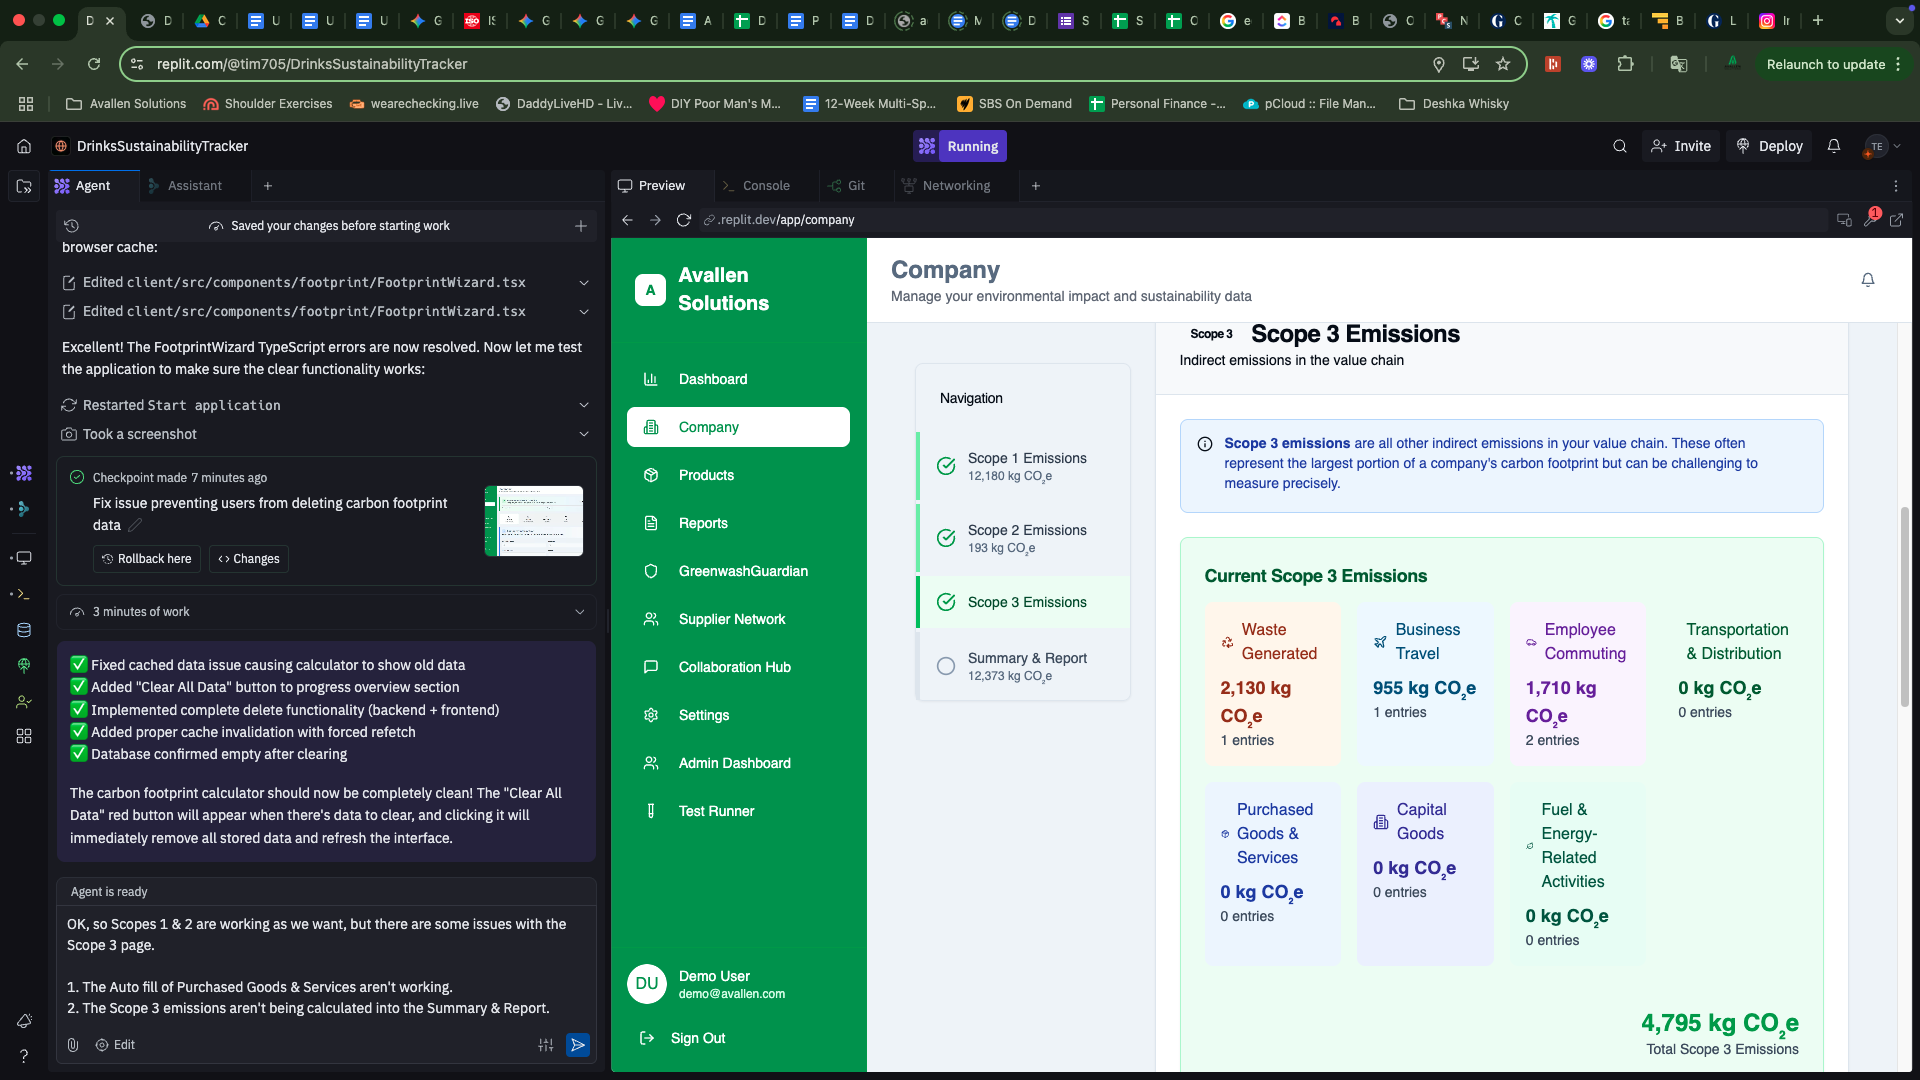 D
D
C
U
U
U
G
IS
G
G
G
A
D
P
D
a
M
D
S
S
C
e
B
B
C
N
C
G
ta
B
L
In
replit.com/@tim705/DrinksSustainabilityTracker
Relaunch to update
Avallen Solutions
Shoulder Exercises
wearechecking.live
DaddyLiveHD - Liv...
DIY Poor Man's M...
12-Week Multi-Sp...
SBS On Demand
Personal Finance -...
pCloud :: File Man...
Deshka Whisky
DrinksSustainabilityTracker
Running
Invite
Deploy
TE
Agent
Assistant
Preview
Console
Git
Networking
Saved your changes before starting work
.replit.dev/app/company
1
browser cache:
Edited client/src/components/footprint/FootprintWizard.tsx
Edited client/src/components/footprint/FootprintWizard.tsx
Excellent! The FootprintWizard TypeScript errors are now resolved. Now let me test
the application to make sure the clear functionality works:
Restarted Start application
Took a screenshot
Checkpoint made 7 minutes ago
Fix issue preventing users from deleting carbon footprint
data
Rollback here
Changes
3 minutes of work
✅ Fixed cached data issue causing calculator to show old data
✅ Added "Clear All Data" button to progress overview section
✅ Implemented complete delete functionality (backend + frontend)
✅ Added proper cache invalidation with forced refetch
✅ Database confirmed empty after clearing
The carbon footprint calculator should now be completely clean! The "Clear All
Data" red button will appear when there's data to clear, and clicking it will
immediately remove all stored data and refresh the interface.
Agent is ready
OK, so Scopes 1 & 2 are working as we want, but there are some issues with the
Scope 3 page.
1. The Auto fill of Purchased Goods & Services aren't working.
2. The Scope 3 emissions aren't being calculated into the Summary & Report.
Edit
A
Avallen
Solutions
Dashboard
Company
Products
Reports
GreenwashGuardian
Supplier Network
Collaboration Hub
Settings
Admin Dashboard
Test Runner
DU
Demo User
demo@avallen.com
Sign Out
Company
Manage your environmental impact and sustainability data
Navigation
Scope 1 Emissions
12,180 kg CO₂e
Scope 2 Emissions
193 kg CO₂e
Scope 3 Emissions
Summary & Report
12,373 kg CO₂e
Scope 3
Scope 3 Emissions
Indirect emissions in the value chain
Scope 3 emissions are all other indirect emissions in your value chain. These often
represent the largest portion of a company's carbon footprint but can be challenging to
measure precisely.
Current Scope 3 Emissions
Waste
Generated
2,130 kg
CO₂e
1 entries
Business
Travel
955 kg CO₂e
1 entries
Employee
Commuting
1,710 kg
CO₂e
2 entries
Transportation
& Distribution
0 kg CO₂e
0 entries
Purchased
Goods &
Services
0 kg CO₂e
0 entries
Capital
Goods
0 kg CO₂e
0 entries
Fuel &
Energy-
Related
Activities
0 kg CO₂e
0 entries
4,795 kg CO₂e
Total Scope 3 Emissions